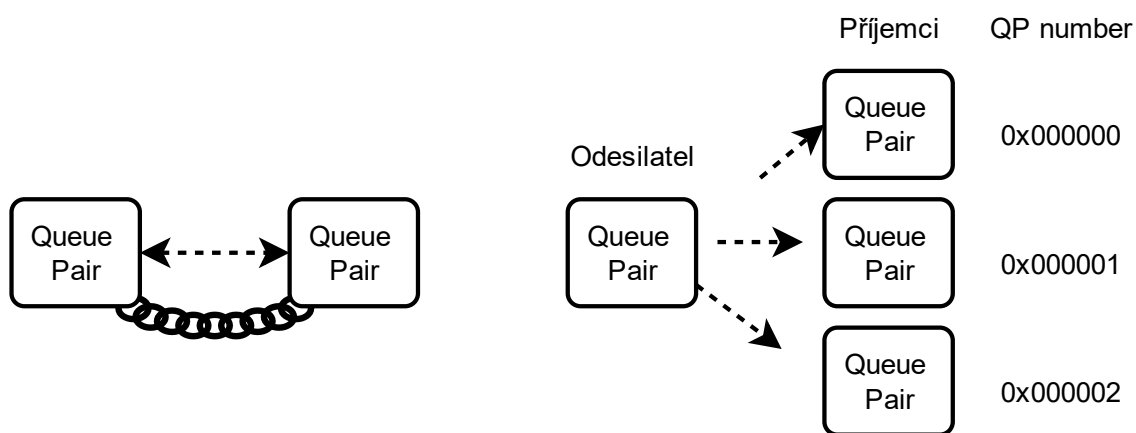 Příjemci QP number
Queue
Pair
0x000000
Odesilatel
Queue
Pair
Queue
Pair
Queue
Pair
Queue
Pair
0x000001
Queue
Pair
0x000002